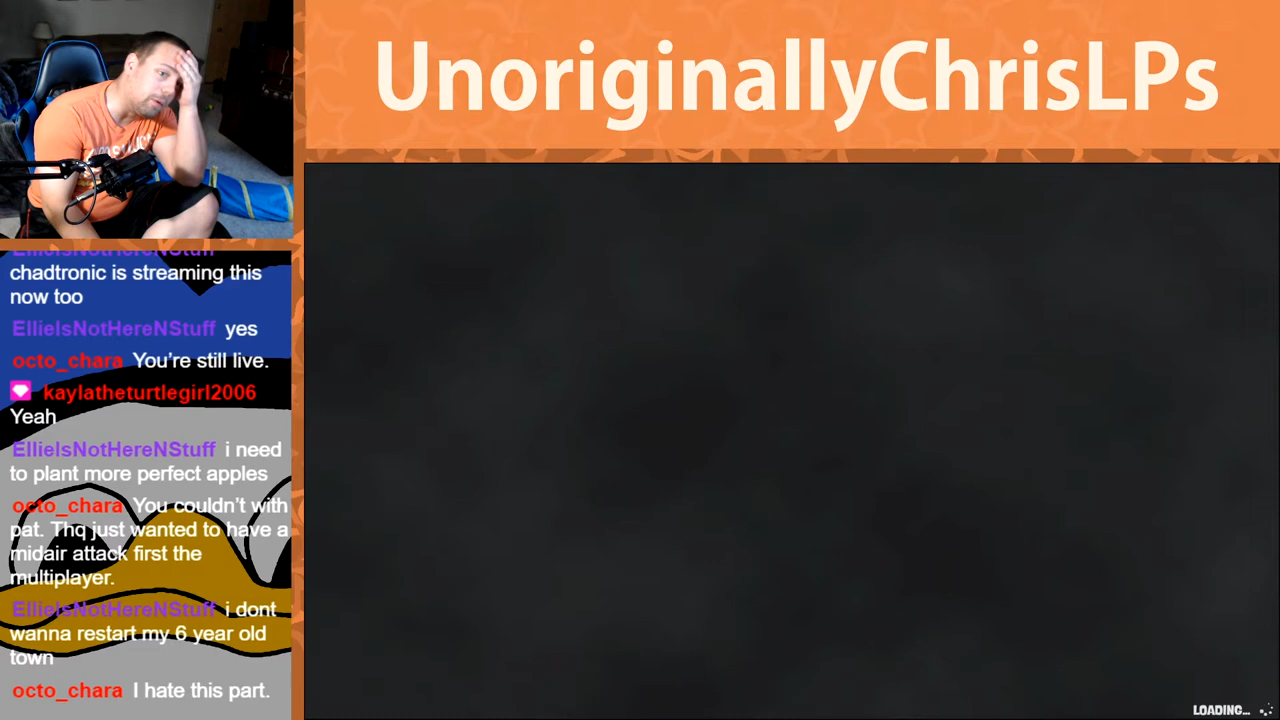 UnoriginallyChrisLPs
EllieIsNotHereNStuff
chadtronic is streaming this
now too
EllieIsNotHereNStuff yes
octo_chara You're still live.
kaylatheturtlegirl2006
Yeah
EllieIsNotHereNStuff i need
to plant more perfect apples
octo_chara You couldn't with
pat. Thq just wanted to have a
midair attack first the
multiplayer.
EllieIsNotHereNStuff i dont
wanna restart my 6 year old
town
octo_chara I hate this part.
LOADING...